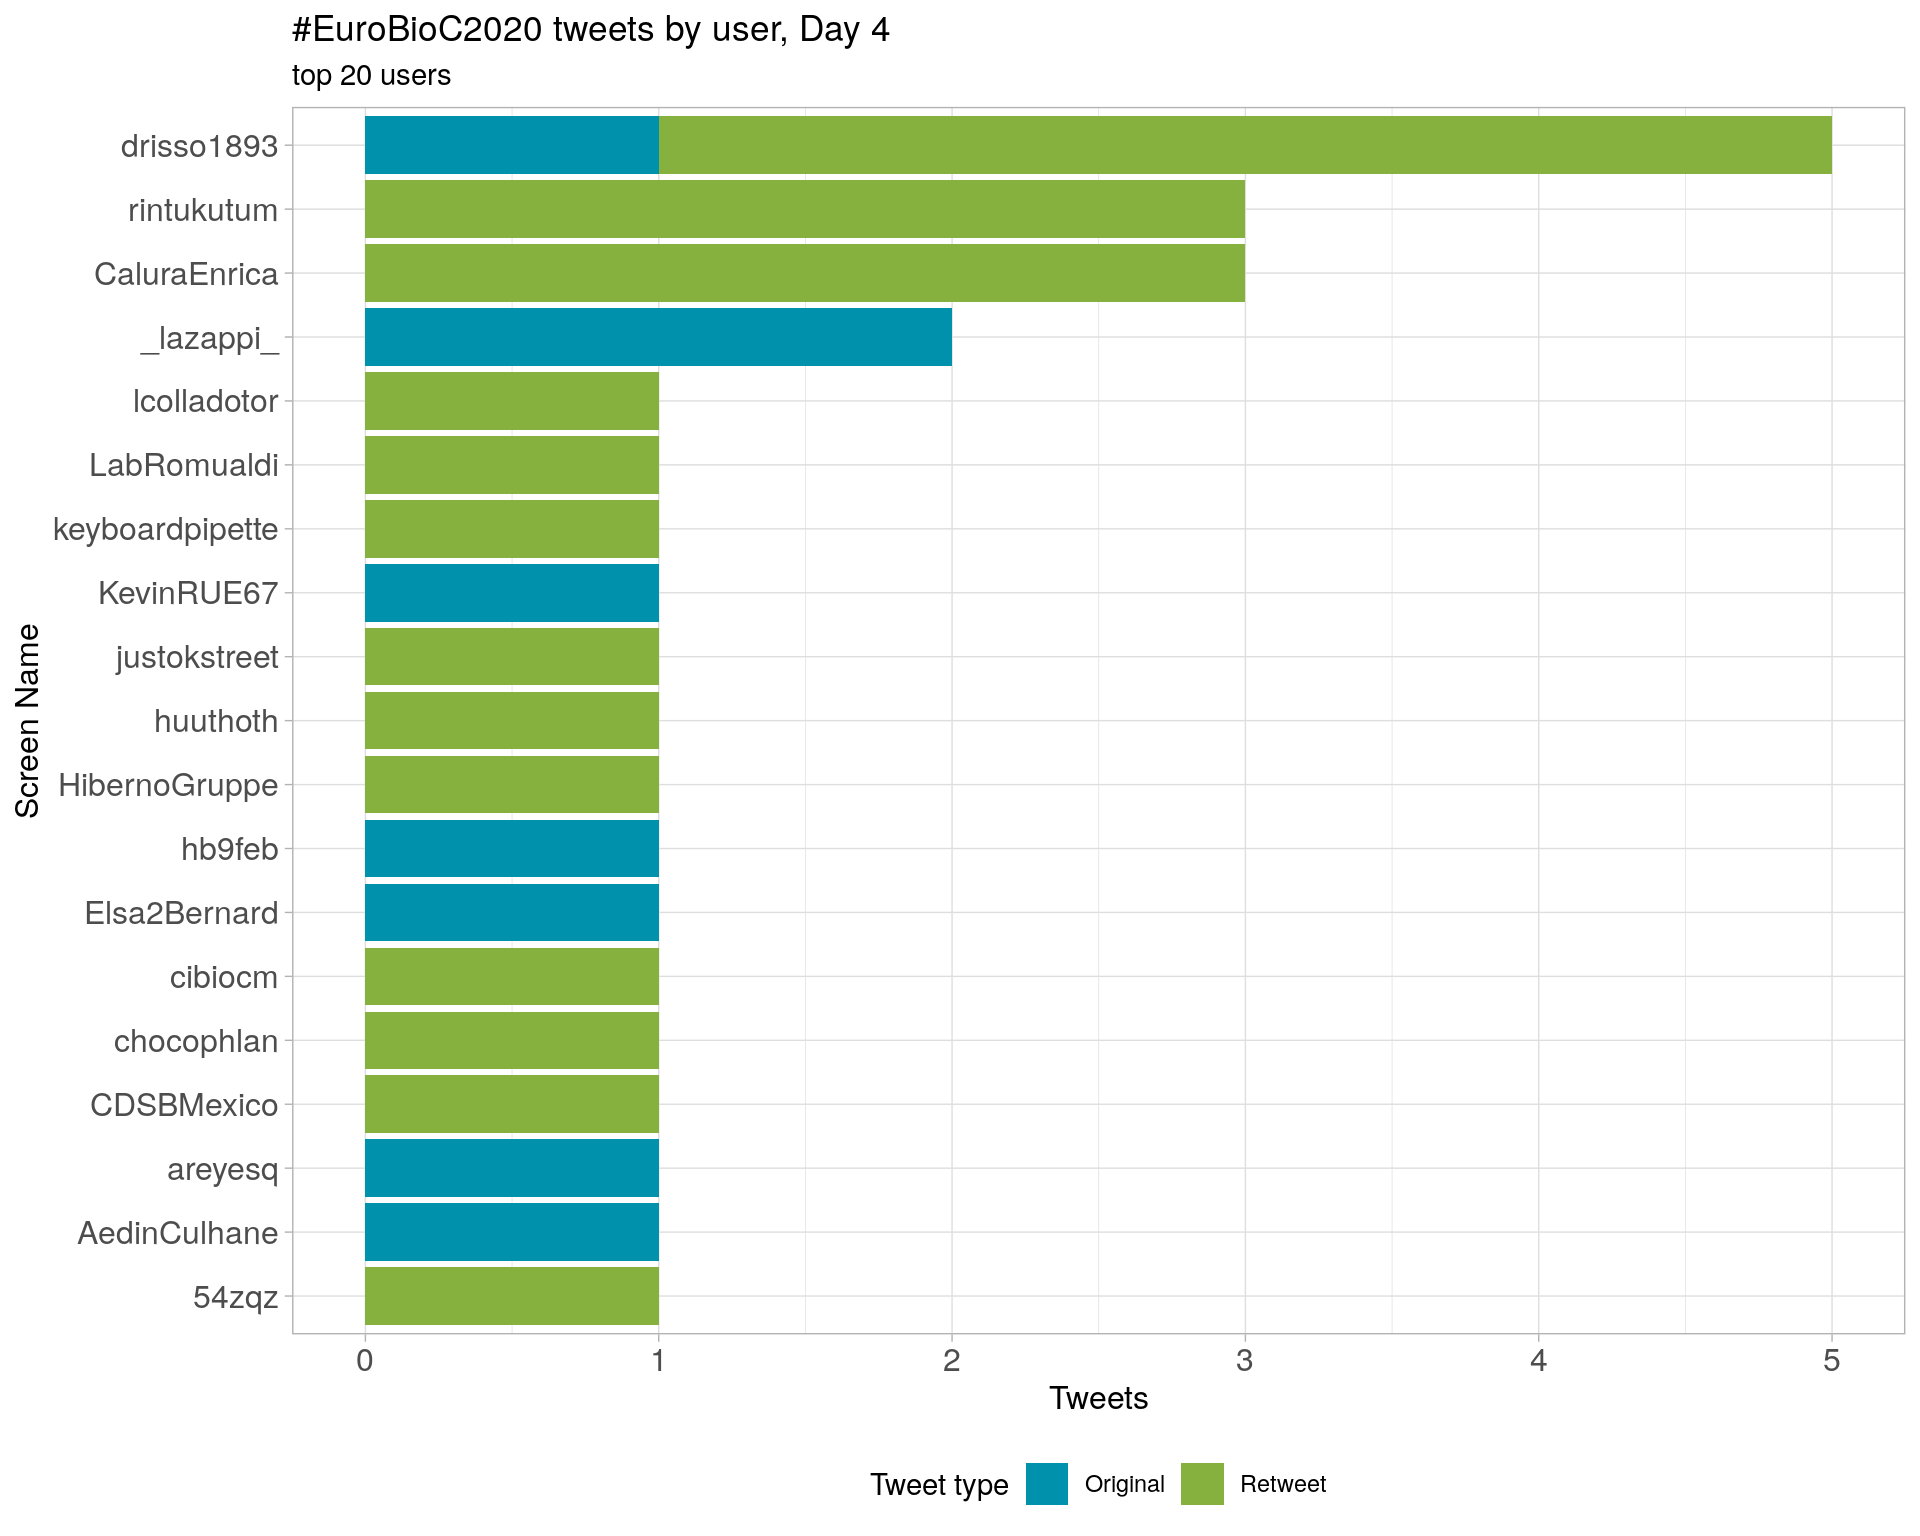 #EuroBioC2020 tweets by user, Day 4
top 20 users
Screen Name
drisso1893
rintukutum
CaluraEnrica
_lazappi_
lcolladotor
LabRomualdi
keyboardpipette
KevinRUE67
justokstreet
huuthoth
HibernoGruppe
hb9feb
Elsa2Bernard
cibiocm
chocophlan
CDSBMexico
areyesq
AedinCulhane
54zqz
0 1 2 3 4 5
Tweets
Tweet type Original Retweet